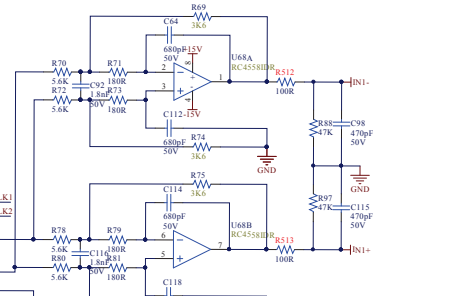 R69
3K6
C64
680pF
50V
-15V
8
U68A
RC4558IDR
R70
5.6K
R71
180R
2
1
R512
100R
IN1-
R72
5.6K
C92
1.8nF
50V
R73
180R
3
4
C112
-15V
680pF
50V
R74
3K6
GND
R88
47K
C98
470pF
50V
R75
3K6
GND
LK1
LK2
C114
680pF
50V
R97
47K
C115
470pF
50V
U68B
RC4558IDR
R78
5.6K
R79
180R
6
7
R513
100R
IN1+
R80
5.6K
C116
1.8nF
50V
R81
180R
5
C118